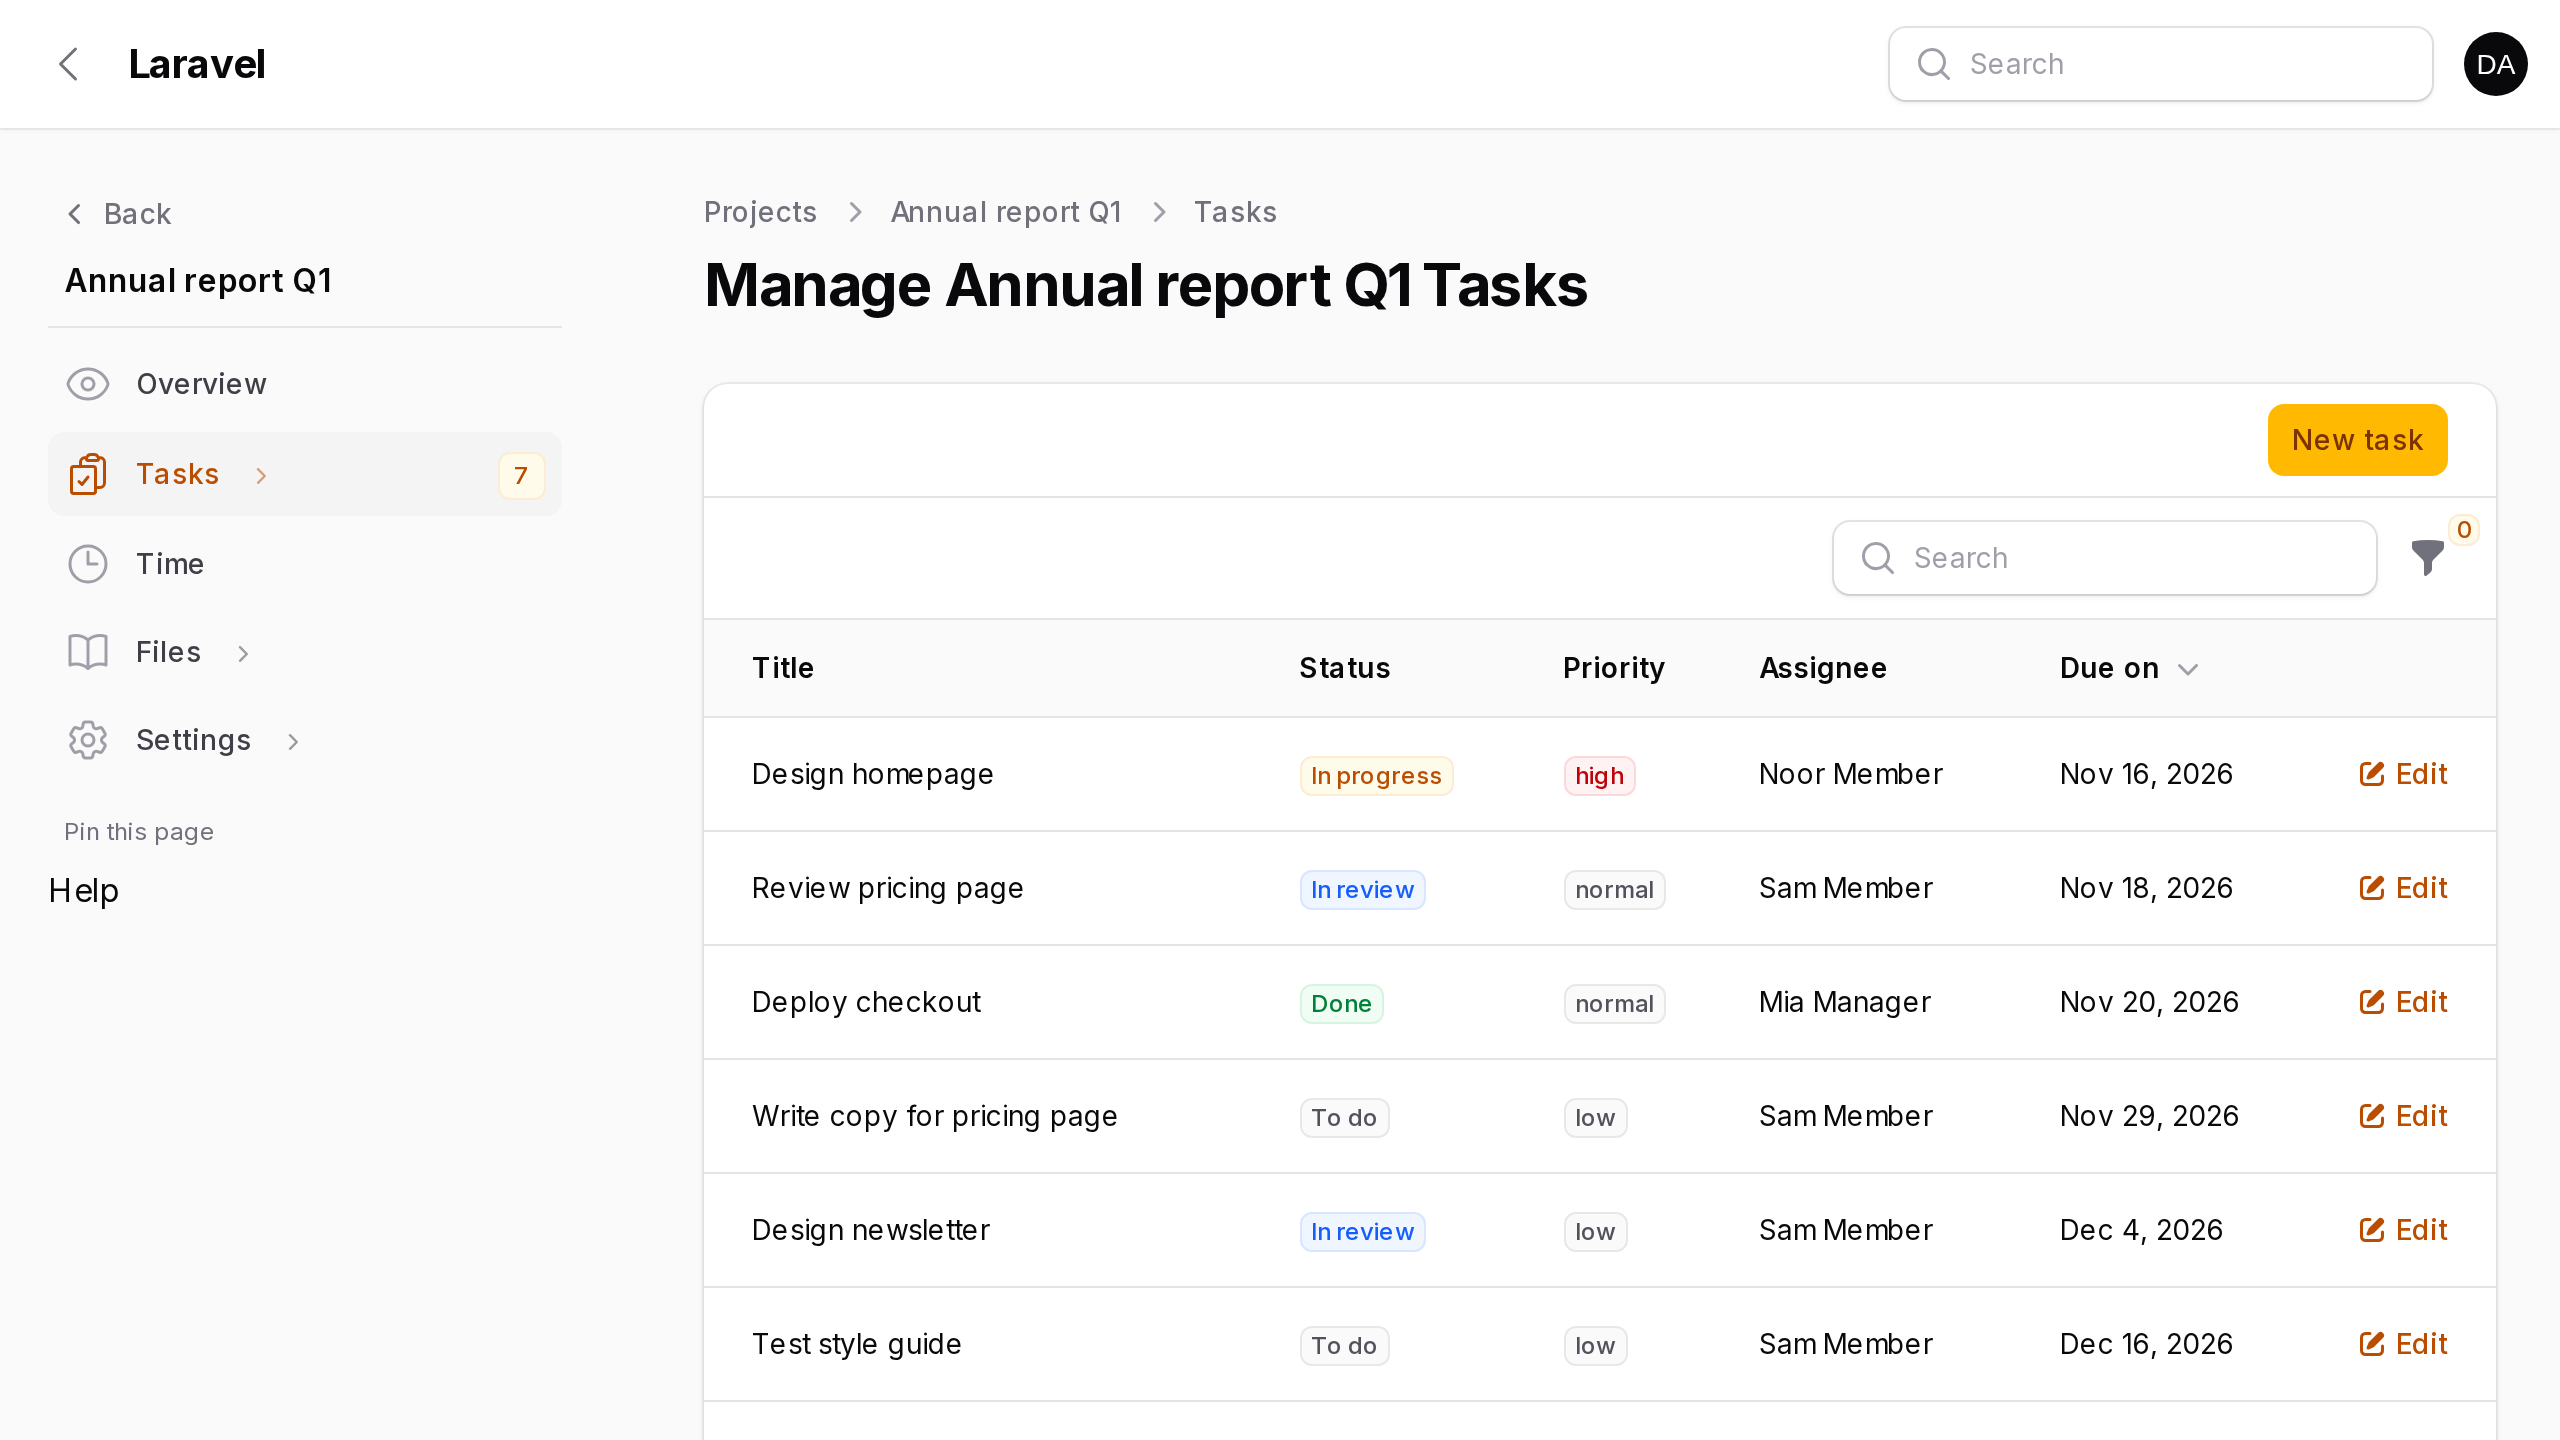 Laravel
Search
DA
Back
Annual report Q1
Overview
Tasks
7
Time
Files
Settings
Pin this page
Help
Projects
Annual report Q1
Tasks
Manage Annual report Q1 Tasks
New task
Search
0
Title Status Priority Assignee Due on
Design homepage In progress high Noor Member Nov 16, 2026 Edit
Review pricing page In review normal Sam Member Nov 18, 2026 Edit
Deploy checkout Done normal Mia Manager Nov 20, 2026 Edit
Write copy for pricing page To do low Sam Member Nov 29, 2026 Edit
Design newsletter In review low Sam Member Dec 4, 2026 Edit
Test style guide To do low Sam Member Dec 16, 2026 Edit